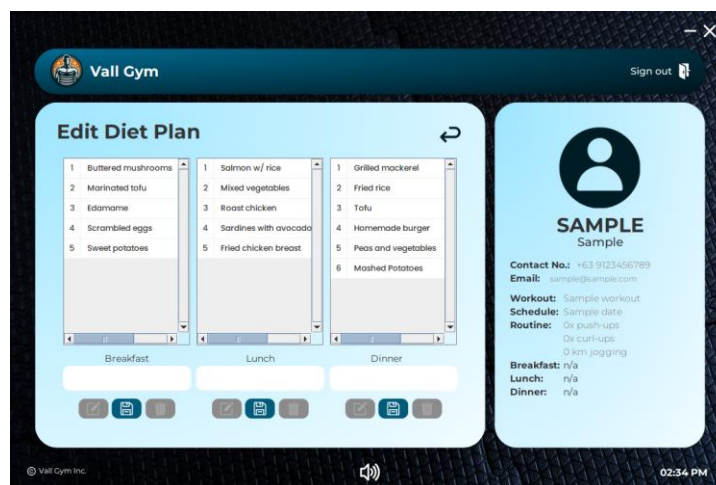 Vall Gym
Sign out
Edit Diet Plan
1 Buttered mushrooms
2 Marinated tofu
3 Edamame
4 Scrambled eggs
5 Sweet potatoes
1 Salmon w/ rice
2 Mixed vegetables
3 Roast chicken
4 Sardines with avocado
5 Fried chicken breast
1 Grilled mackerel
2 Fried rice
3 Tofu
4 Homemade burger
5 Peas and vegetables
6 Mashed Potatoes
Breakfast
Lunch
Dinner
SAMPLE
Sample
Contact No.: +63 9123456789
Email: sample@sample.com
Workout: Sample workout
Schedule: Sample date
Routine: 0x push-ups
0x curl-ups
0 km jogging
Breakfast: n/a
Lunch: n/a
Dinner: n/a
© Vall Gym Inc.
02:34 PM